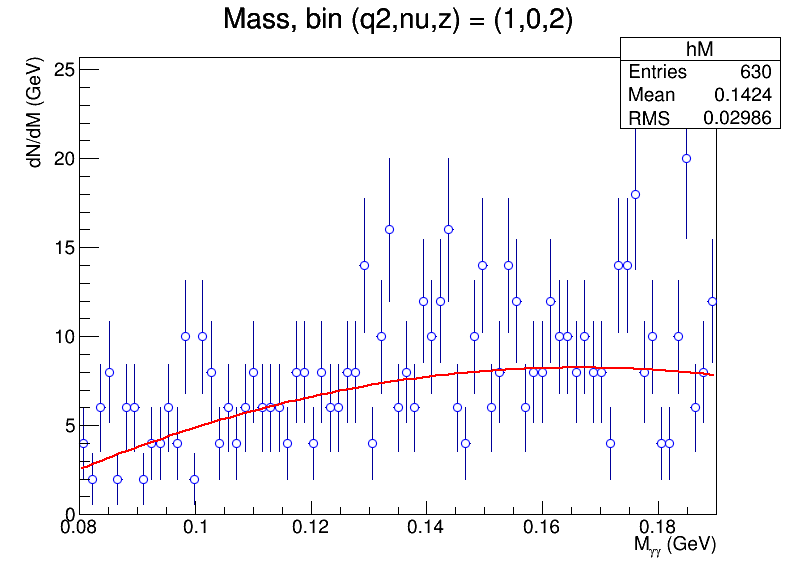 Mass, bin (q2,nu,z) = (1,0,2)
hM
Entries 630
Mean 0.1424
RMS 0.02986
dN/dM (GeV)
25
20
15
10
5
0
0.08 0.1 0.12 0.14 0.16 0.18
Mγγ (GeV)